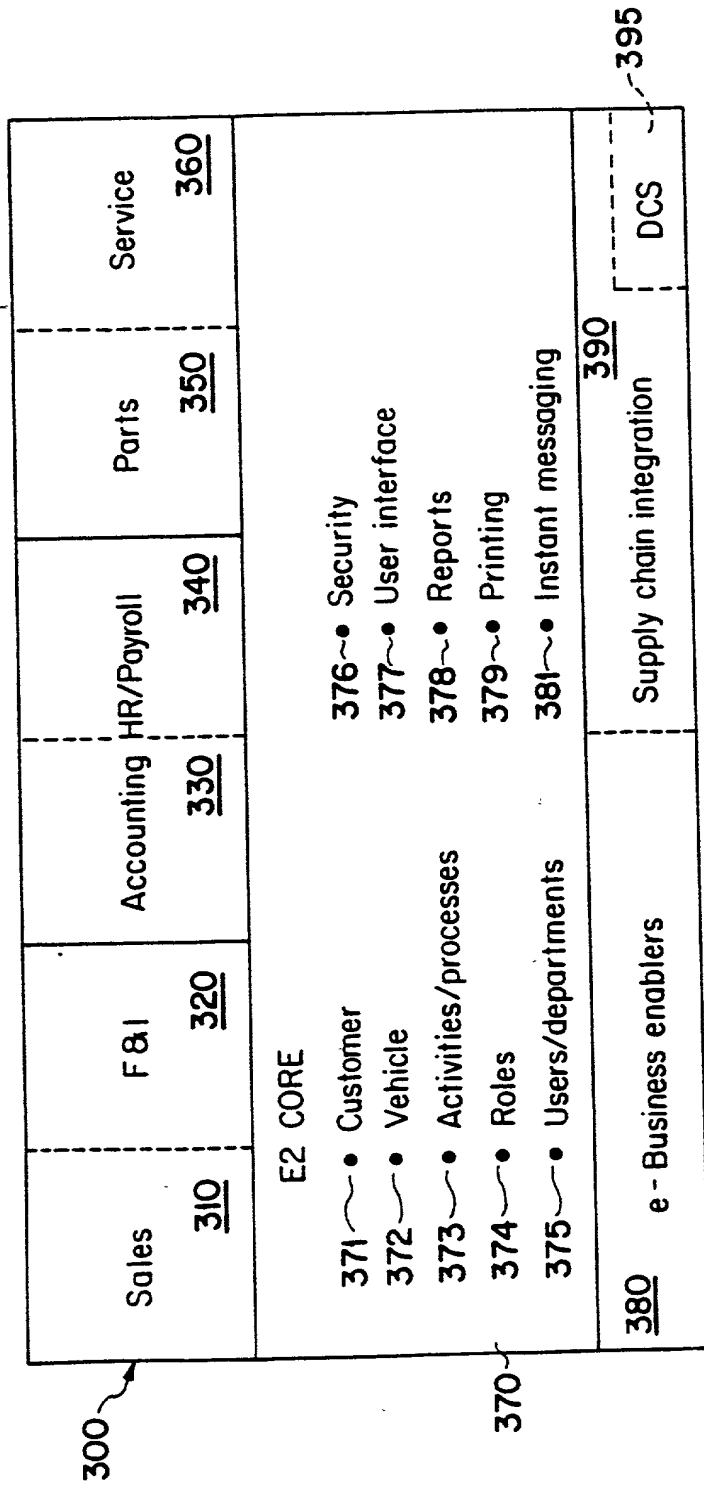 300
Sales
310
F&I
320
Accounting
330
HR/Payroll
340
Parts
350
Service
360
370
E2 CORE
371 • Customer
372 • Vehicle
373 • Activities/processes
374 • Roles
375 • Users/departments
376 • Security
377 • User interface
378 • Reports
379 • Printing
381 • Instant messaging
380
e-Business enablers
390
Supply chain integration
DCS
395